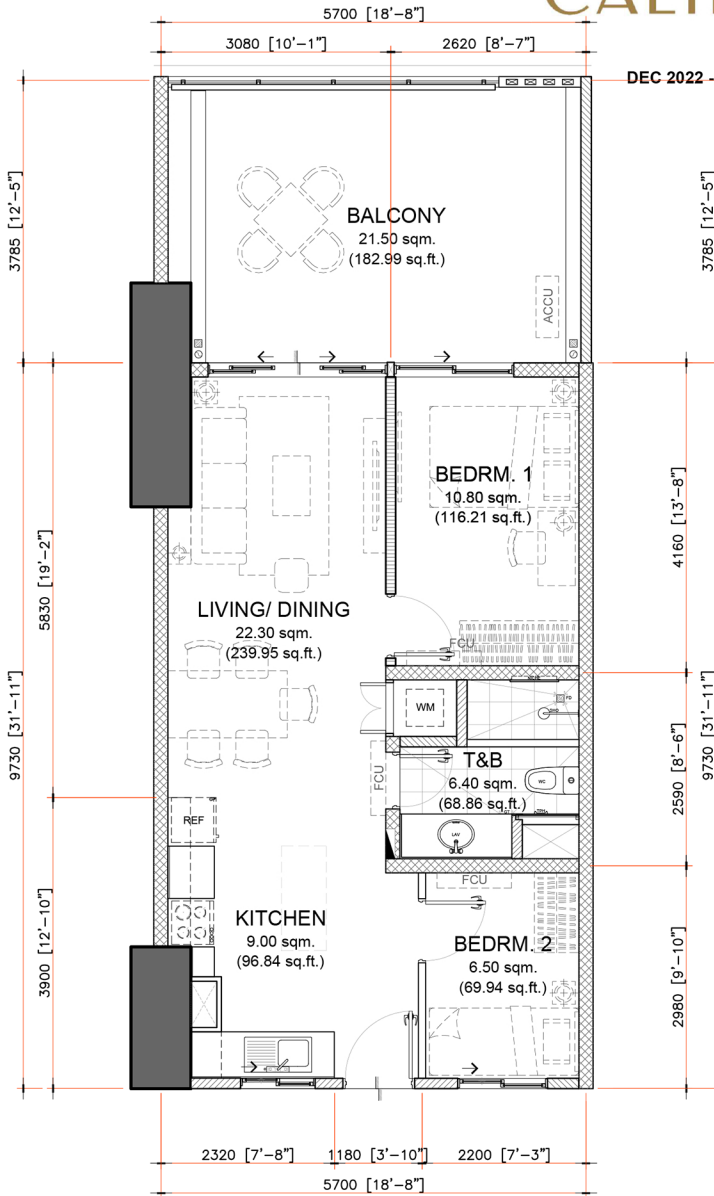 5700 [18'-8"]
3080 [10'-1"]
2620 [8'-7"]
DEC 2022 -
3785 [12'-5"]
3785 [12'-5"]
BALCONY
21.50 sqm.
(182.99 sq.ft.)
ACCU
BEDRM. 1
10.80 sqm.
(116.21 sq.ft.)
4160 [13'-8"]
5830 [19'-2"]
LIVING/ DINING
22.30 sqm.
(239.95 sq.ft.)
FCU
9730 [31'-11"]
9730 [31'-11"]
WM
FD
T&B
6.40 sqm.
(68.86 sq.ft.)
WC
FCU
2590 [8'-6"]
REF
LAV
FCU
KITCHEN
9.00 sqm.
(96.84 sq.ft.)
BEDRM. 2
6.50 sqm.
(69.94 sq.ft.)
3900 [12'-10"]
2980 [9'-10"]
2320 [7'-8"]
1180 [3'-10"]
2200 [7'-3"]
5700 [18'-8"]